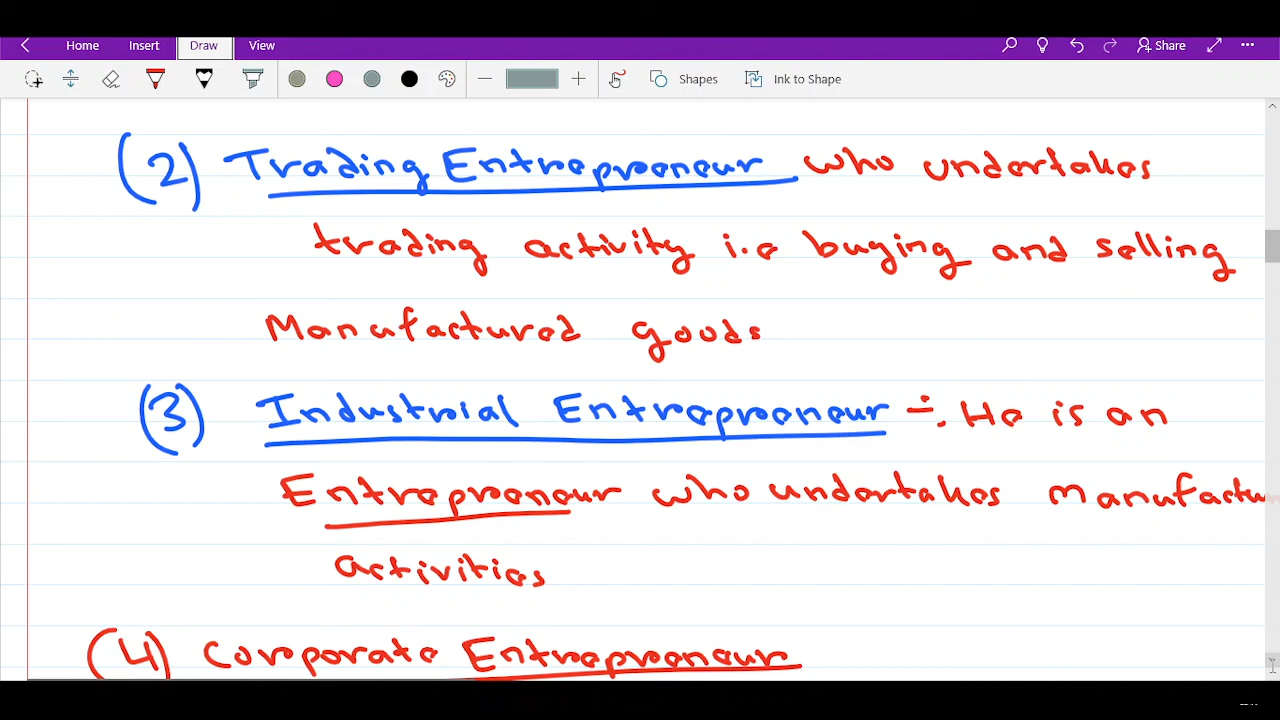 Home Insert Draw View Share
Shapes Ink to Shape
(2) Trading Entrepreneur who undertakes
trading activity i.e buying and selling
Manufactured goods
(3) Industrial Entrepreneur ÷. He is an
Entrepreneur who undertakes Manufactur
activities
(4) Corporate Entrepreneur